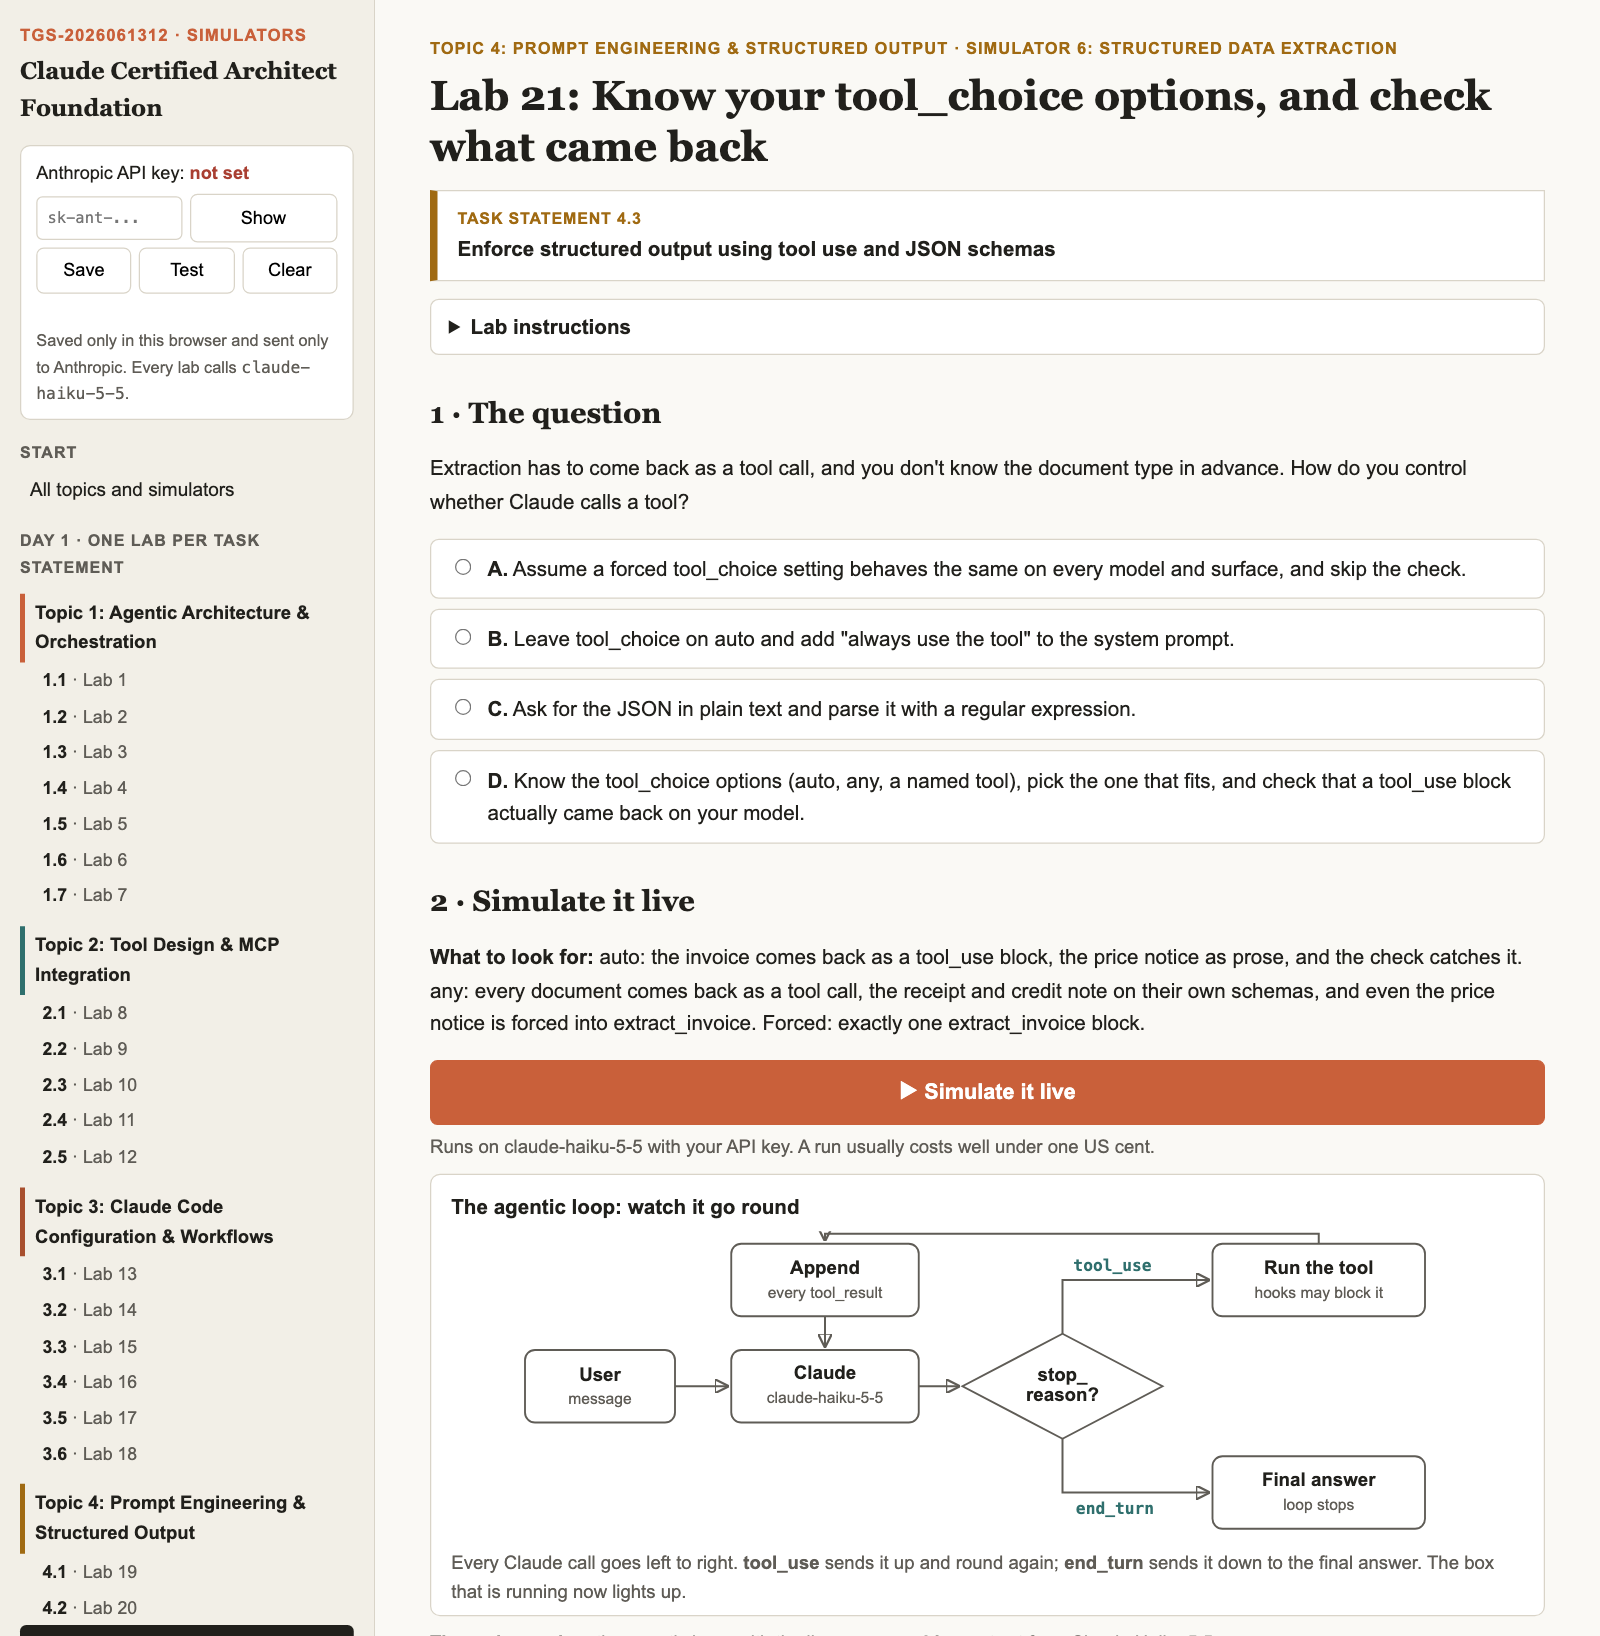 TGS-2026061312 · SIMULATORS
Claude Certified Architect
Foundation
Anthropic API key: not set
sk-ant-...
Show
Save
Test
Clear
Saved only in this browser and sent only
to Anthropic. Every lab calls claude-
haiku-5-5.
START
All topics and simulators
DAY 1 · ONE LAB PER TASK
STATEMENT
Topic 1: Agentic Architecture &
Orchestration
1.1 · Lab 1
1.2 · Lab 2
1.3 · Lab 3
1.4 · Lab 4
1.5 · Lab 5
1.6 · Lab 6
1.7 · Lab 7
Topic 2: Tool Design & MCP
Integration
2.1 · Lab 8
2.2 · Lab 9
2.3 · Lab 10
2.4 · Lab 11
2.5 · Lab 12
Topic 3: Claude Code
Configuration & Workflows
3.1 · Lab 13
3.2 · Lab 14
3.3 · Lab 15
3.4 · Lab 16
3.5 · Lab 17
3.6 · Lab 18
Topic 4: Prompt Engineering &
Structured Output
4.1 · Lab 19
4.2 · Lab 20
TOPIC 4: PROMPT ENGINEERING & STRUCTURED OUTPUT · SIMULATOR 6: STRUCTURED DATA EXTRACTION
Lab 21: Know your tool_choice options, and check
what came back
TASK STATEMENT 4.3
Enforce structured output using tool use and JSON schemas
▶ Lab instructions
1 · The question
Extraction has to come back as a tool call, and you don't know the document type in advance. How do you control
whether Claude calls a tool?
A. Assume a forced tool_choice setting behaves the same on every model and surface, and skip the check.
B. Leave tool_choice on auto and add "always use the tool" to the system prompt.
C. Ask for the JSON in plain text and parse it with a regular expression.
D. Know the tool_choice options (auto, any, a named tool), pick the one that fits, and check that a tool_use block
actually came back on your model.
2 · Simulate it live
What to look for: auto: the invoice comes back as a tool_use block, the price notice as prose, and the check catches it.
any: every document comes back as a tool call, the receipt and credit note on their own schemas, and even the price
notice is forced into extract_invoice. Forced: exactly one extract_invoice block.
▶ Simulate it live
Runs on claude-haiku-5-5 with your API key. A run usually costs well under one US cent.
The agentic loop: watch it go round
Append
every tool_result
tool_use
Run the tool
hooks may block it
User
message
Claude
claude-haiku-5-5
stop_
reason?
Final answer
loop stops
end_turn
Every Claude call goes left to right. tool_use sends it up and round again; end_turn sends it down to the final answer. The box
that is running now lights up.